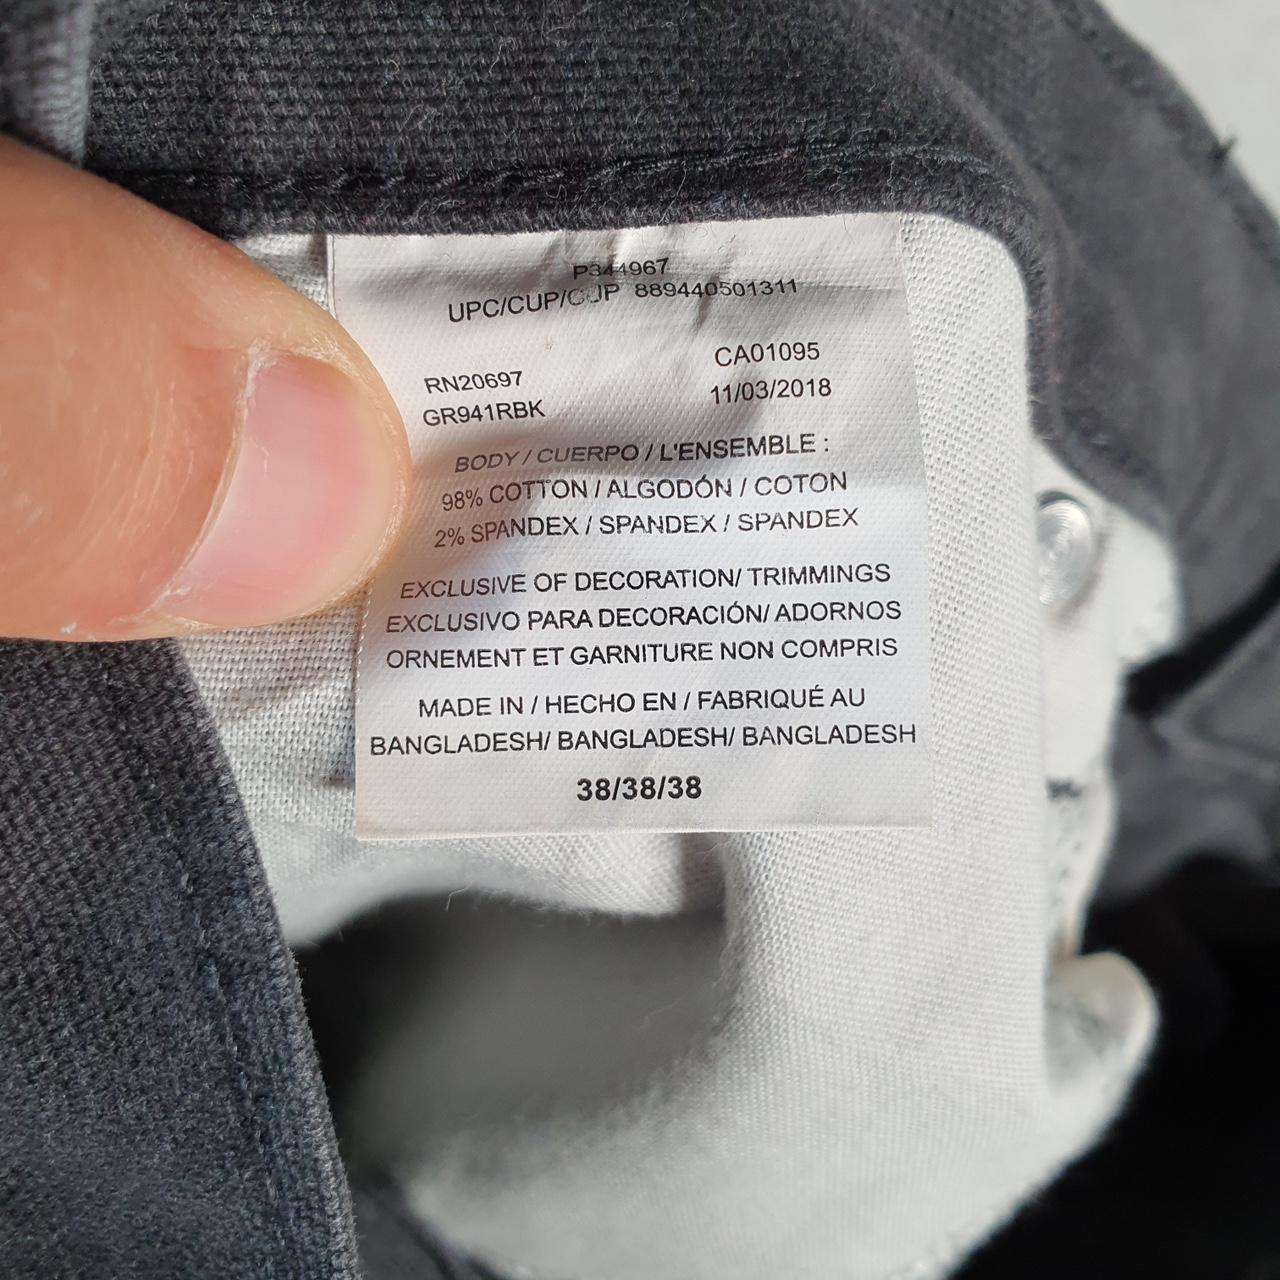 P344967
UPC/CUP/CUP 889440501311
CA01095
RN20697
11/03/2018
GR941RBK
BODY / CUERPO / L'ENSEMBLE :
98% COTTON / ALGODÓN / COTON
2% SPANDEX / SPANDEX / SPANDEX
EXCLUSIVE OF DECORATION/ TRIMMINGS
EXCLUSIVO PARA DECORACIÓN/ ADORNOS
ORNEMENT ET GARNITURE NON COMPRIS
MADE IN / HECHO EN / FABRIQUÉ AU
BANGLADESH/ BANGLADESH/ BANGLADESH
38/38/38